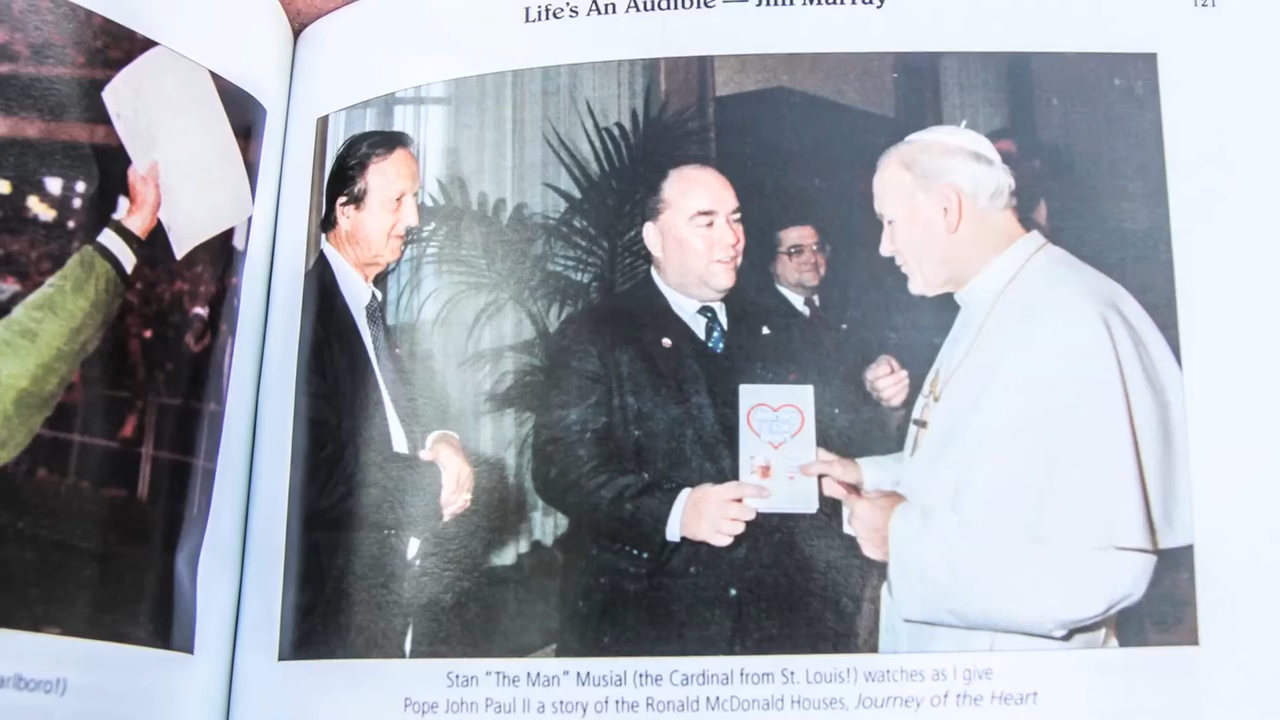 Life's An Audible — Jim Murray
121
arlboro!)
Stan “The Man” Musial (the Cardinal from St. Louis!) watches as I give
Pope John Paul II a story of the Ronald McDonald Houses, Journey of the Heart